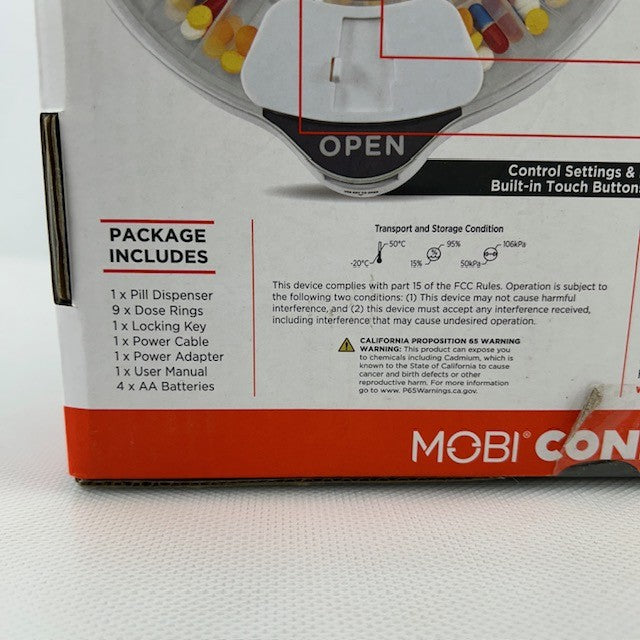 OPEN
Control Settings &
Built-in Touch Buttons
PACKAGE
INCLUDES
1 x Pill Dispenser
9 x Dose Rings
1 x Locking Key
1 x Power Cable
1 x Power Adapter
1 x User Manual
4 x AA Batteries
Transport and Storage Condition
-20°C 50°C 15% 95% 50kPa 106kPa
This device complies with part 15 of the FCC Rules. Operation is subject to
the following two conditions: (1) This device may not cause harmful
interference, and (2) this device must accept any interference received,
including interference that may cause undesired operation.
CALIFORNIA PROPOSITION 65 WARNING
WARNING: This product can expose you
to chemicals including Cadmium, which is
known to the State of California to cause
cancer and birth defects or other
reproductive harm. For more information
go to www. P65Warnings.ca.gov.
MOBI® CON